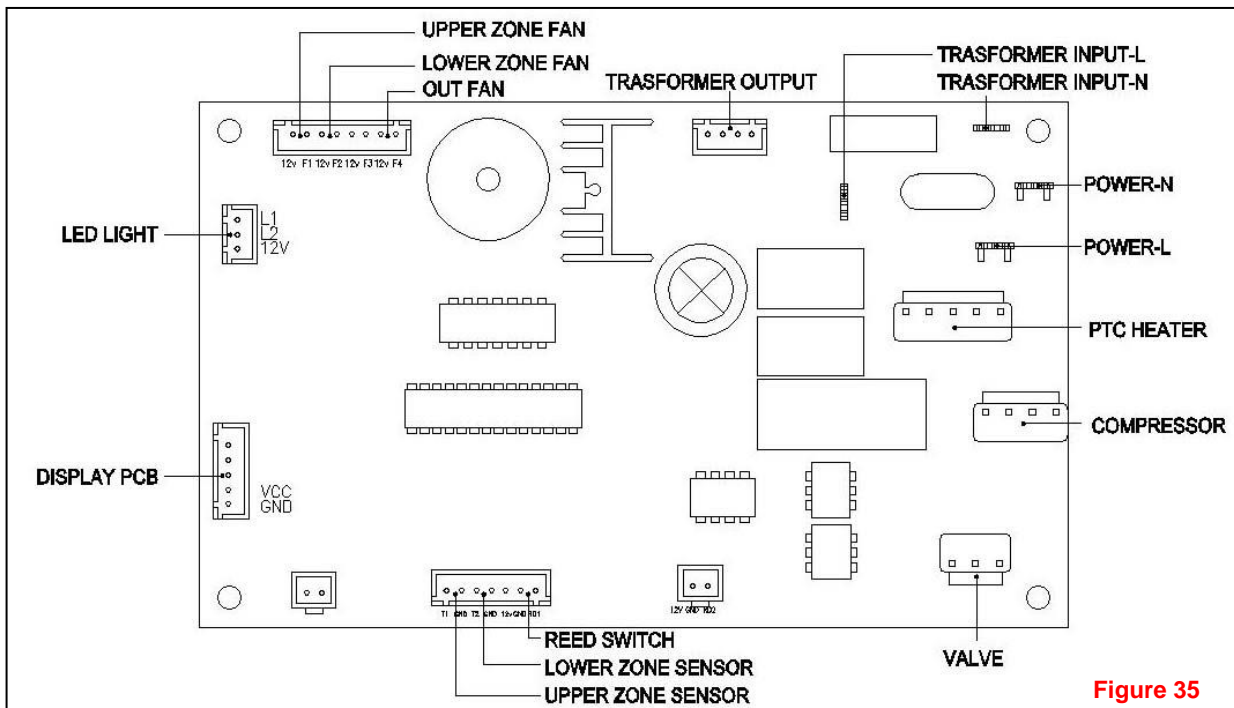 UPPER ZONE FAN
LOWER ZONE FAN
OUT FAN
TRASFORMER OUTPUT
TRASFORMER INPUT-L
TRASFORMER INPUT-N
12v F1 12v F2 12v F3 12v F4
POWER-N
LED LIGHT
L1
L2
12V
POWER-L
PTC HEATER
COMPRESSOR
DISPLAY PCB
VCC
GND
T1 GND T2 GND 12v GND RD1
12V GND RD2
REED SWITCH
LOWER ZONE SENSOR
UPPER ZONE SENSOR
VALVE
Figure 35